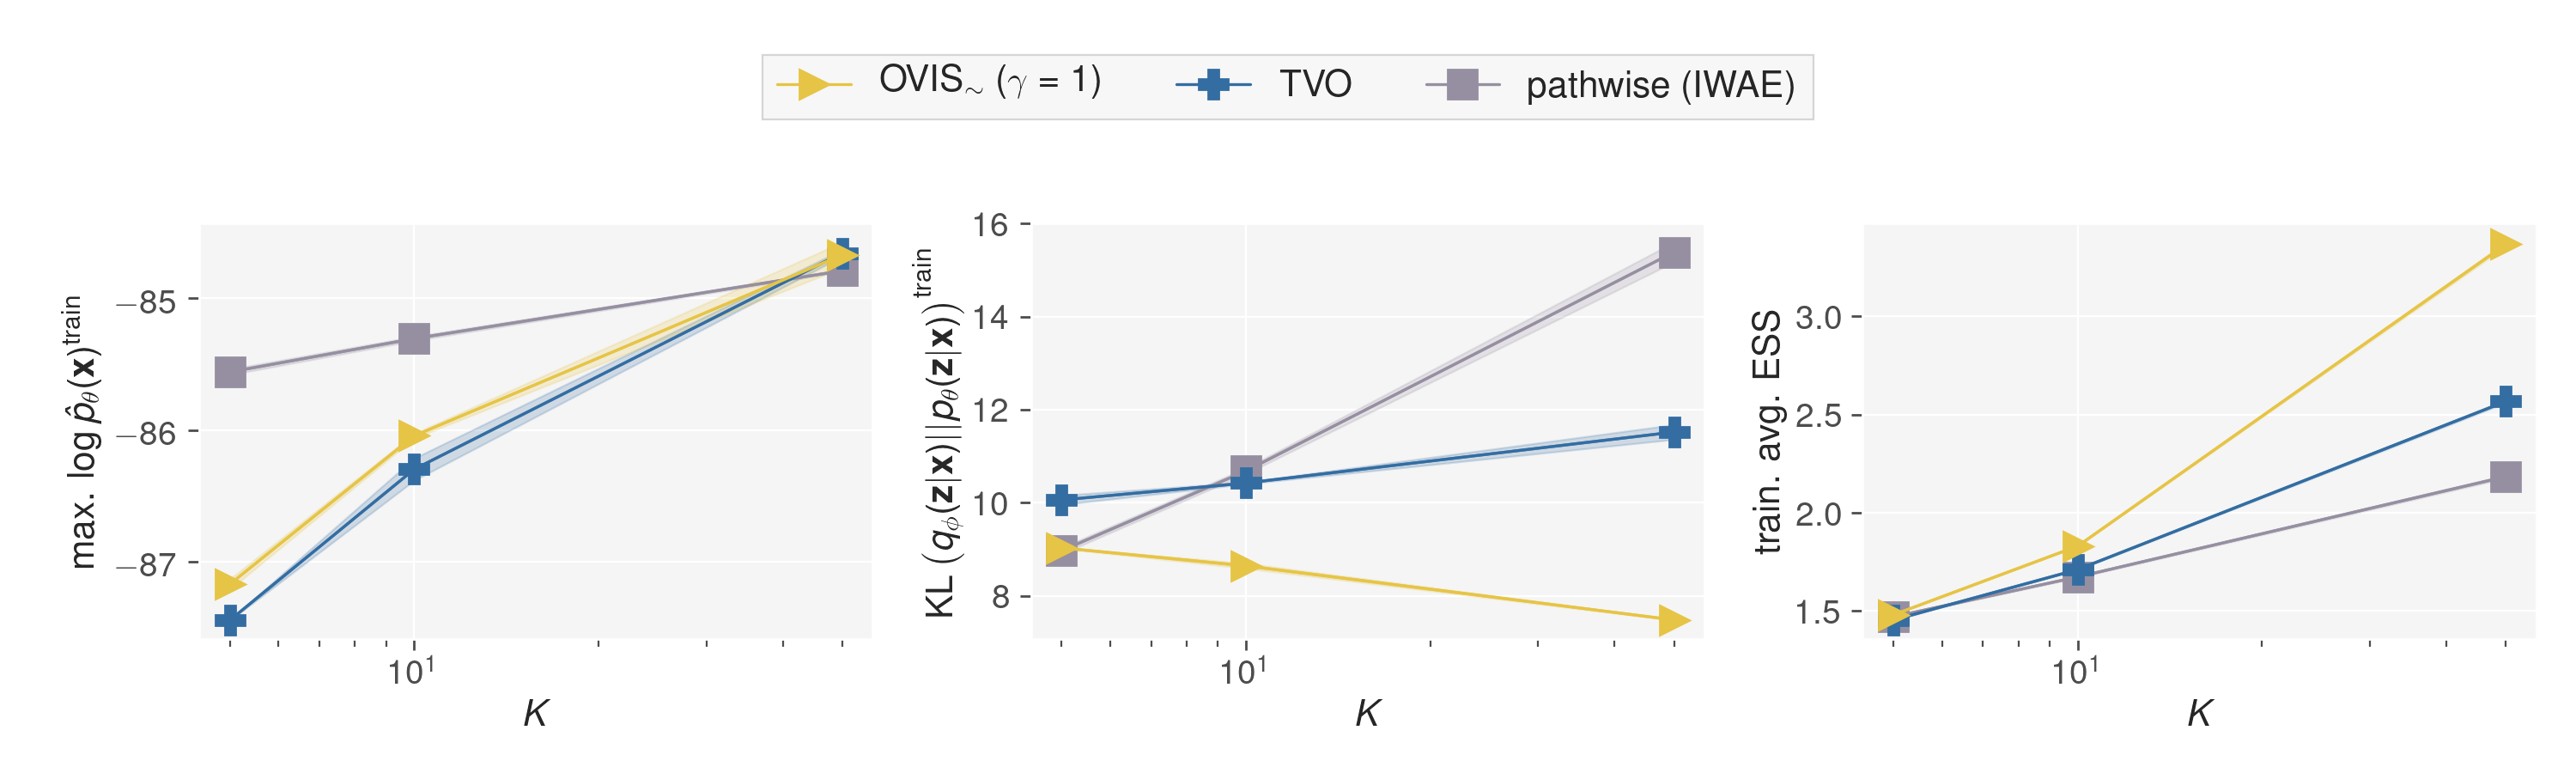 OVIS∼ (γ = 1) TVO pathwise (IWAE)
max. log p̂θ(x)^train
−85
−86
−87
10¹
K
KL (qϕ(z|x)||pθ(z|x))^train
16
14
12
10
8
10¹
K
train. avg. ESS
3.0
2.5
2.0
1.5
10¹
K